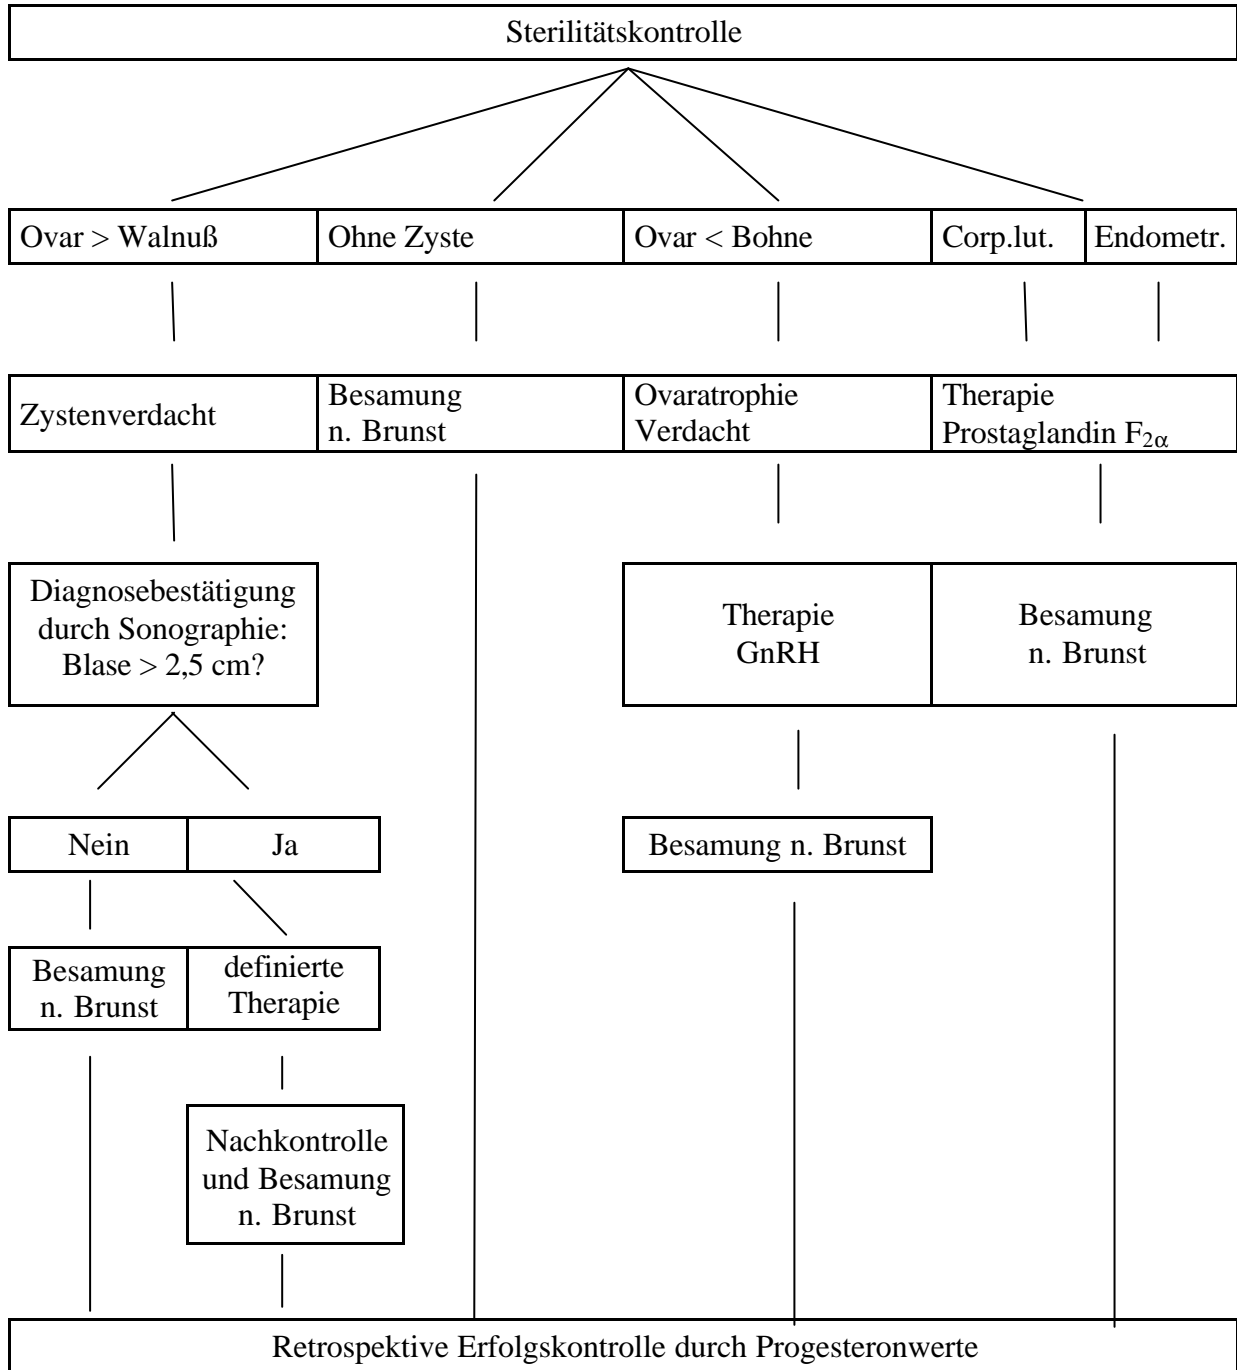 Sterilitätskontrolle
Ovar > Walnuß
Ohne Zyste
Ovar < Bohne
Corp.lut.
Endometr.
Zystenverdacht
Besamung
n. Brunst
Ovaratrophie
Verdacht
Therapie
Prostaglandin F2α
Diagnosebestätigung
durch Sonographie:
Blase > 2,5 cm?
Therapie
GnRH
Besamung
n. Brunst
Nein
Ja
Besamung n. Brunst
Besamung
n. Brunst
definierte
Therapie
Nachkontrolle
und Besamung
n. Brunst
Retrospektive Erfolgskontrolle durch Progesteronwerte